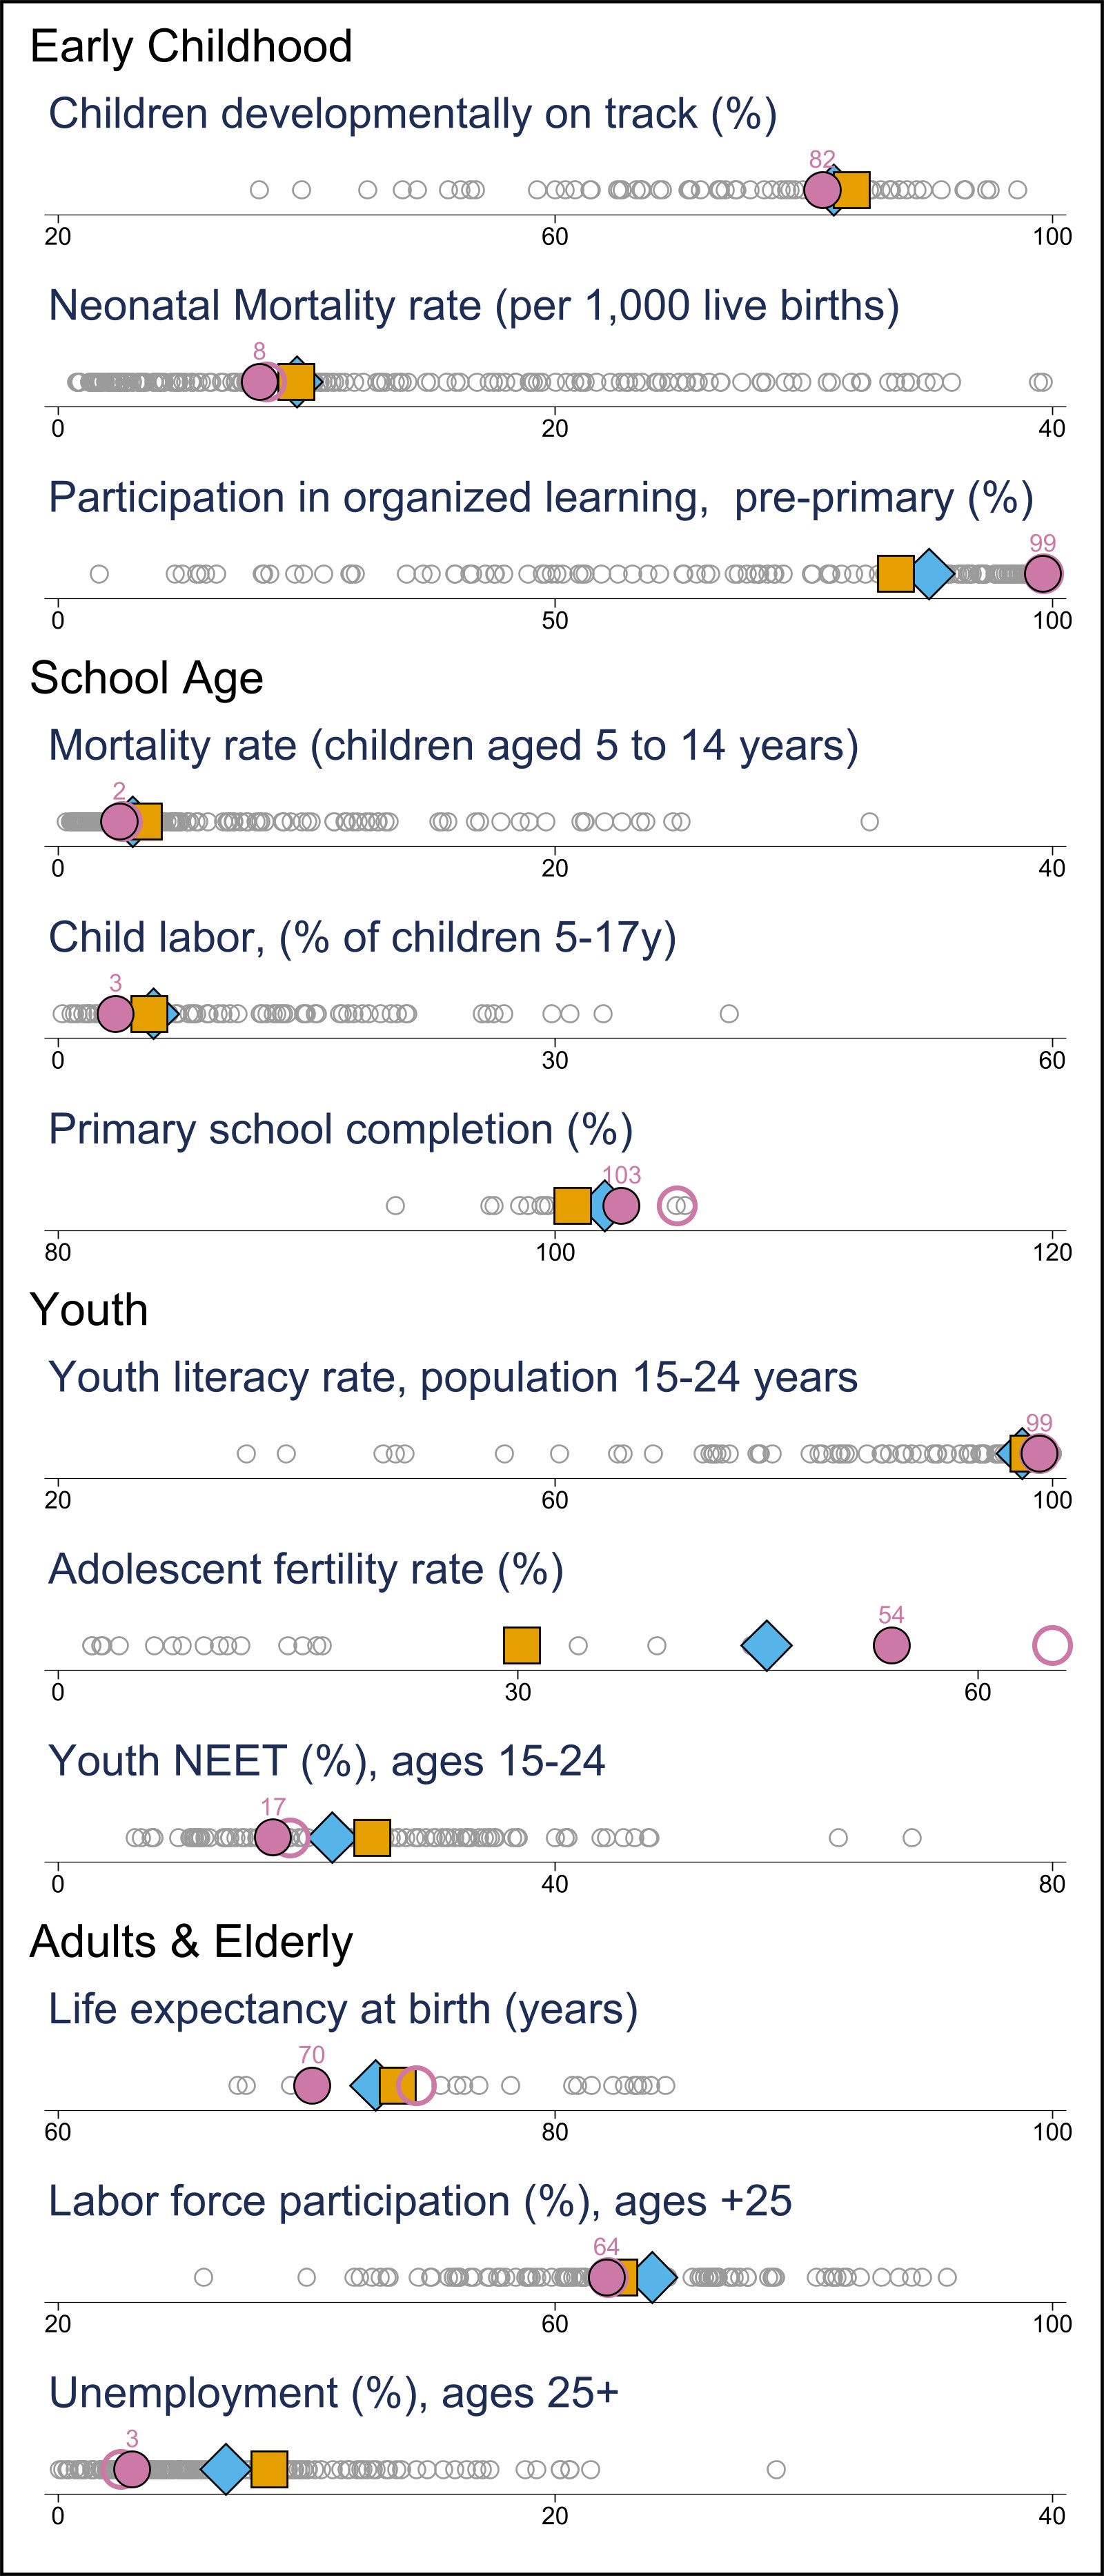 Early Childhood
Children developmentally on track (%)
82
20 60 100
Neonatal Mortality rate (per 1,000 live births)
8
0 20 40
Participation in organized learning,  pre-primary (%)
99
0 50 100
School Age
Mortality rate (children aged 5 to 14 years)
2
0 20 40
Child labor, (% of children 5-17y)
3
0 30 60
Primary school completion (%)
103
80 100 120
Youth
Youth literacy rate, population 15-24 years
99
20 60 100
Adolescent fertility rate (%)
54
0 30 60
Youth NEET (%), ages 15-24
17
0 40 80
Adults & Elderly
Life expectancy at birth (years)
70
60 80 100
Labor force participation (%), ages +25
64
20 60 100
Unemployment (%), ages 25+
3
0 20 40